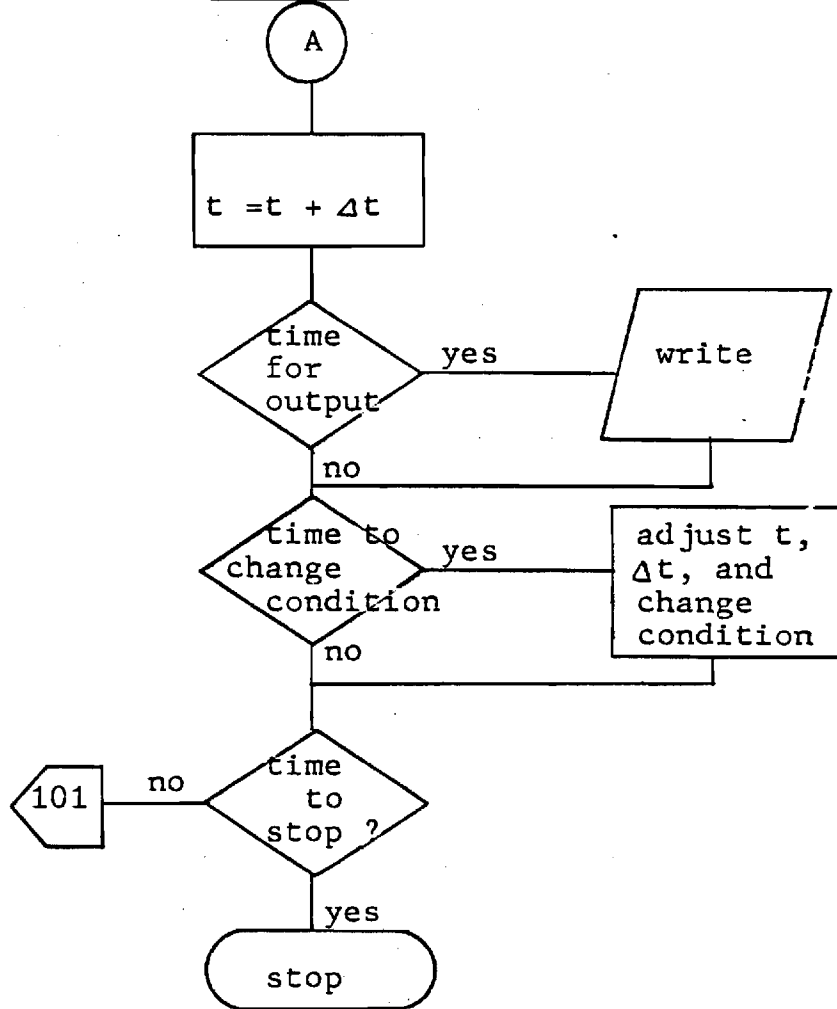 A
t =t + Δt
time
for
output
yes
write
no
time to
change
condition
yes
adjust t,
Δt, and
change
condition
no
time
to
stop ?
no
101
yes
stop